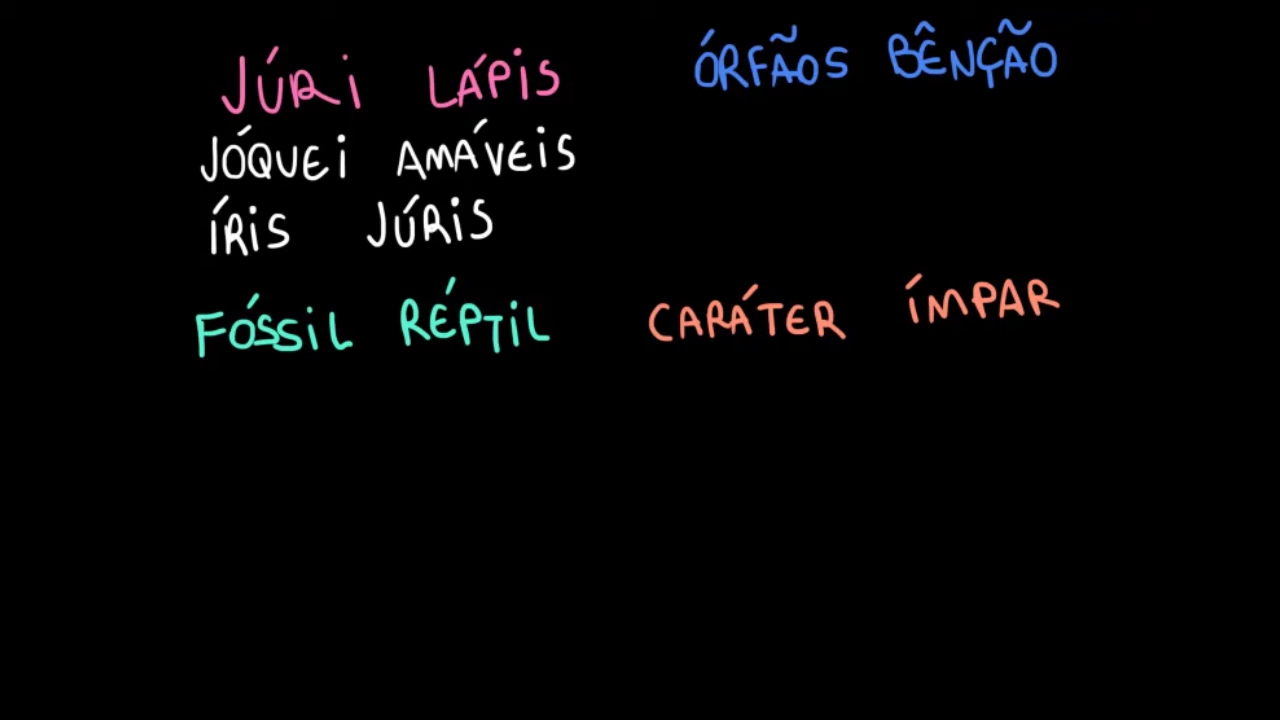 JÚRI LÁPIS ÓRFÃOS BÊNÇÃO
JÓQUEI AMÁVEIS
ÍRIS JÚRIS
FÓSSIL RÉPTIL CARÁTER ÍMPAR